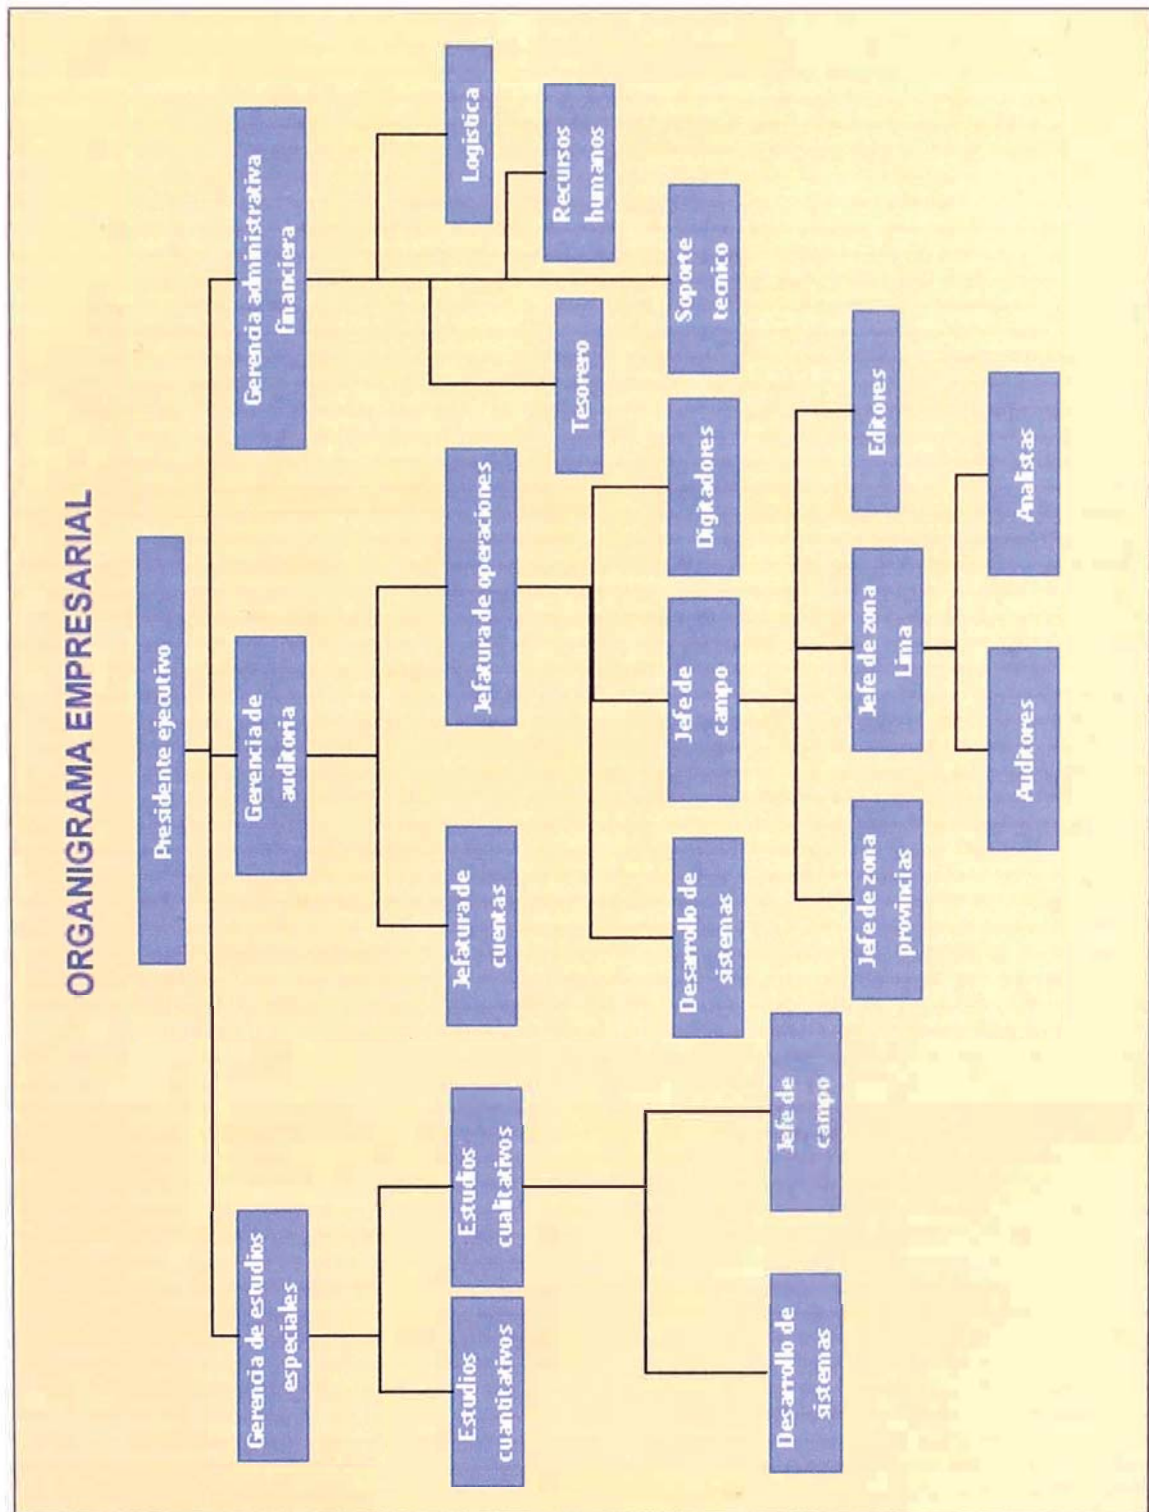 ORGANIGRAMA EMPRESARIAL
Presidente ejecutivo
Gerencia de estudios
especiales
Gerencia de
auditoria
Gerencia administrativa
financiera
Estudios
cuantitativos
Estudios
cualitativos
Jefatura de
cuentas
Jefatura de operaciones
Logistica
Tesorero
Recursos
humanos
Desarrollo de
sistemas
Jefe de
campo
Digitadores
Soporte
tecnico
Desarrollo de
sistemas
Jefe de
campo
Jefe de zona
provincias
Jefe de zona
Lima
Editores
Auditores
Analistas